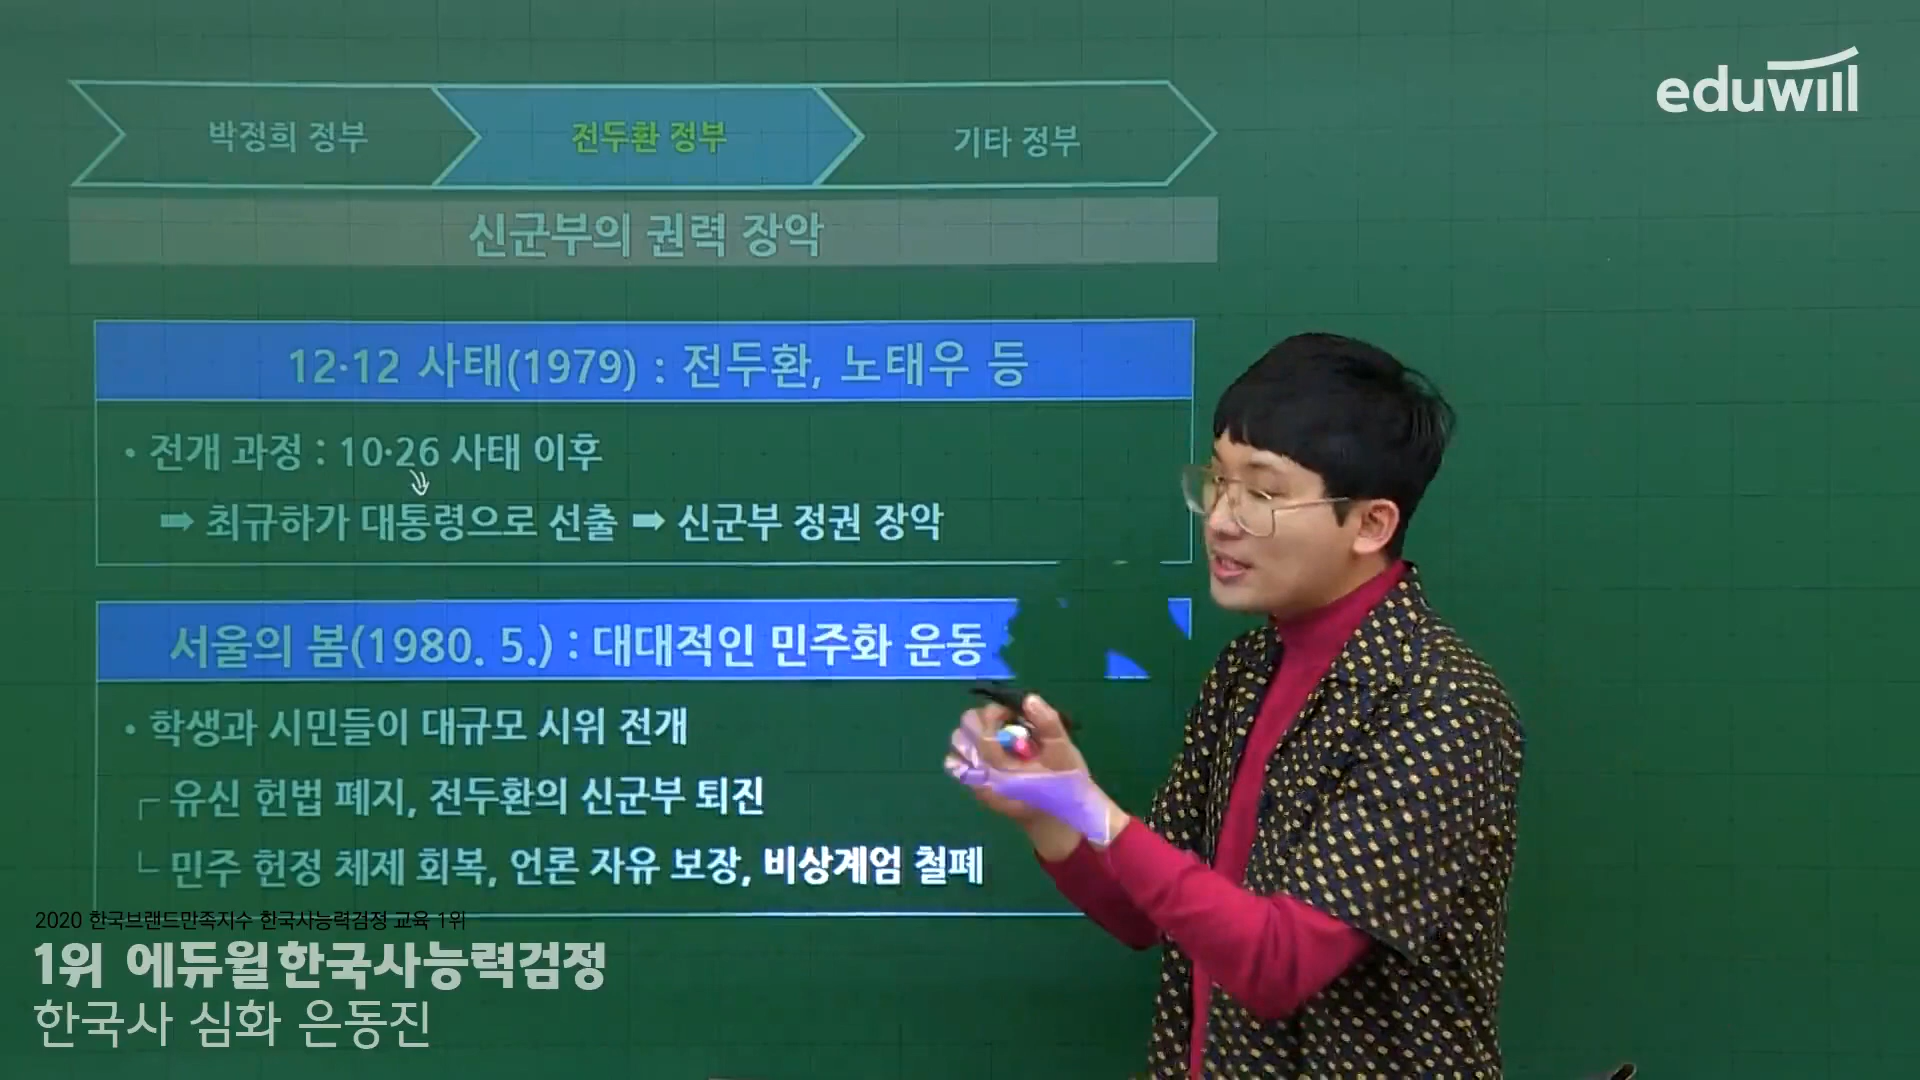 eduwill
박정희 정부
전두환 정부
기타 정부
신군부의 권력 장악
12·12 사태(1979) : 전두환, 노태우 등
• 전개 과정 : 10·26 사태 이후
➡ 최규하가 대통령으로 선출 ➡ 신군부 정권 장악
서울의 봄(1980. 5.) : 대대적인 민주화 운동
• 학생과 시민들이 대규모 시위 전개
┌ 유신 헌법 폐지, 전두환의 신군부 퇴진
└ 민주 헌정 체제 회복, 언론 자유 보장, 비상계엄 철폐
2020 한국브랜드만족지수 한국사능력검정 교육 1위
1위 에듀윌 한국사능력검정
한국사 심화 은동진